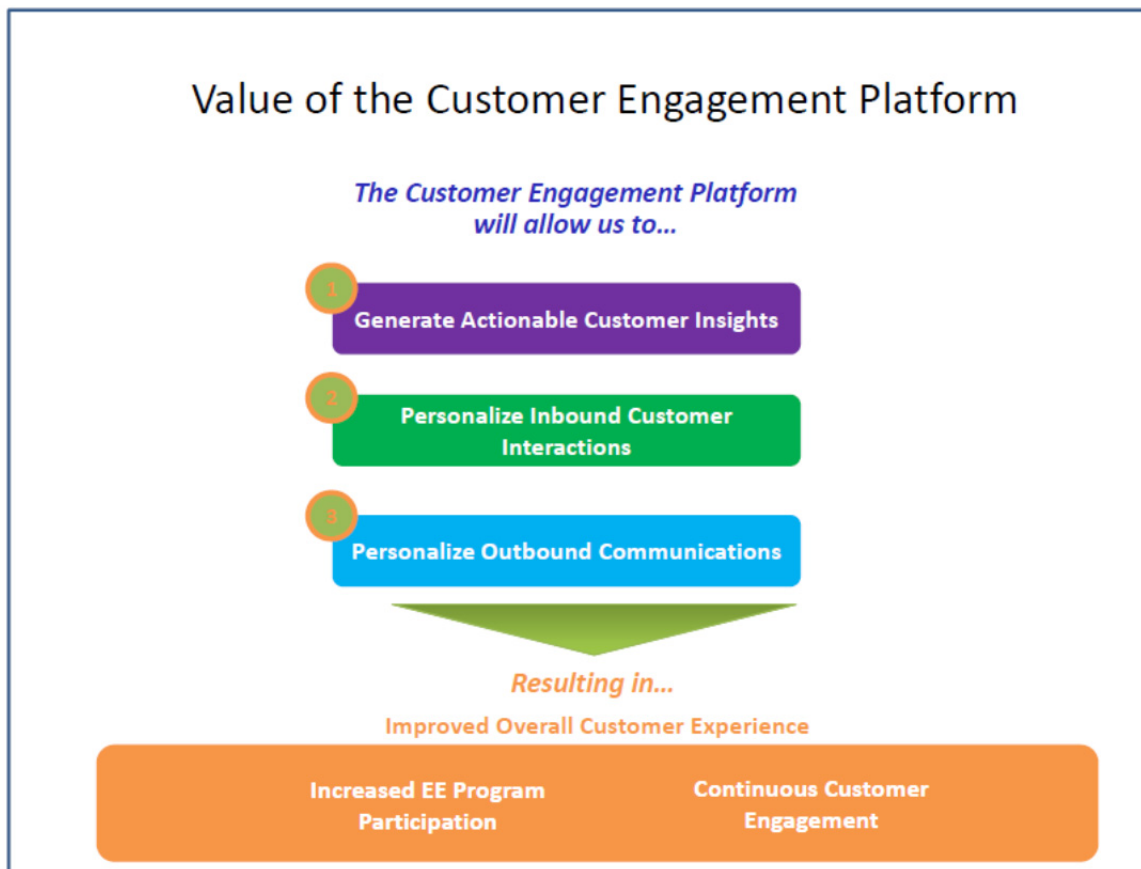 Value of the Customer Engagement Platform
The Customer Engagement Platform
will allow us to...
1
Generate Actionable Customer Insights
2
Personalize Inbound Customer
Interactions
3
Personalize Outbound Communications
Resulting in...
Improved Overall Customer Experience
Increased EE Program
Participation
Continuous Customer
Engagement